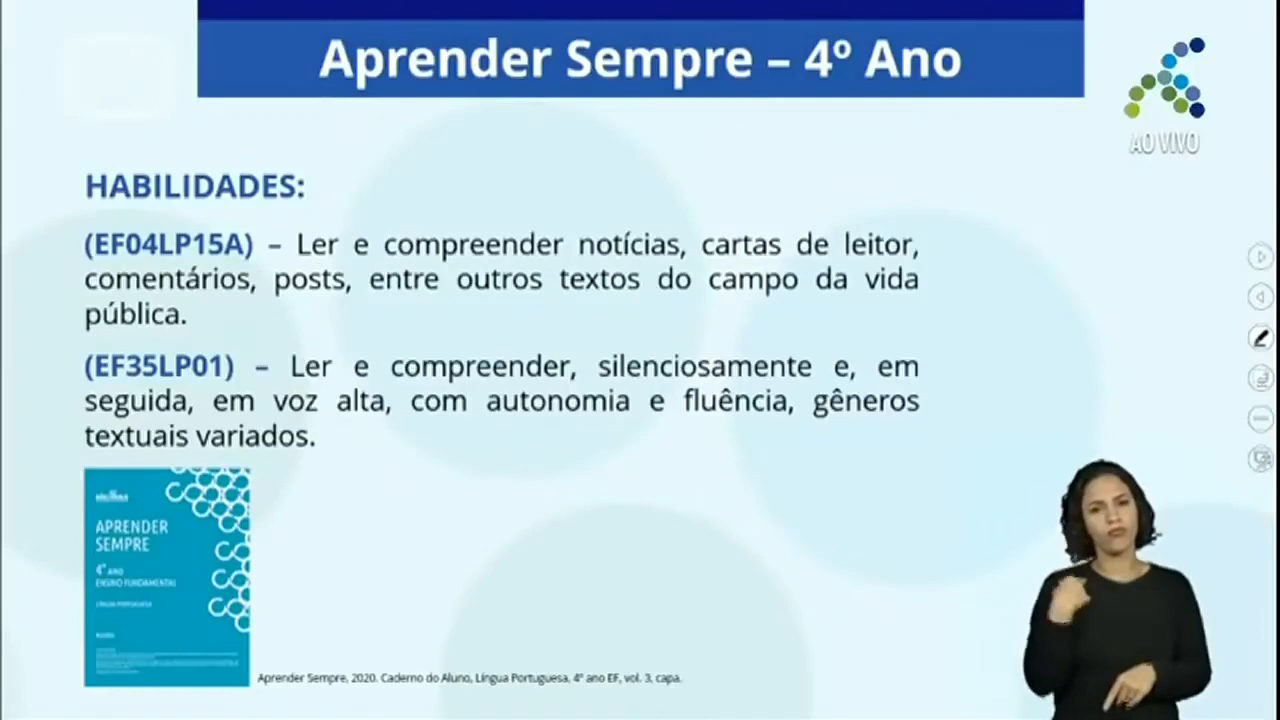 Aprender Sempre – 4º Ano
AO VIVO
HABILIDADES:
(EF04LP15A) – Ler e compreender notícias, cartas de leitor,
comentários, posts, entre outros textos do campo da vida
pública.
(EF35LP01) – Ler e compreender, silenciosamente e, em
seguida, em voz alta, com autonomia e fluência, gêneros
textuais variados.
APRENDER
SEMPRE
4º ANO
ENSINO FUNDAMENTAL
LÍNGUA PORTUGUESA
Aprender Sempre, 2020. Caderno do Aluno, Língua Portuguesa, 4º ano EF, vol. 3, capa.